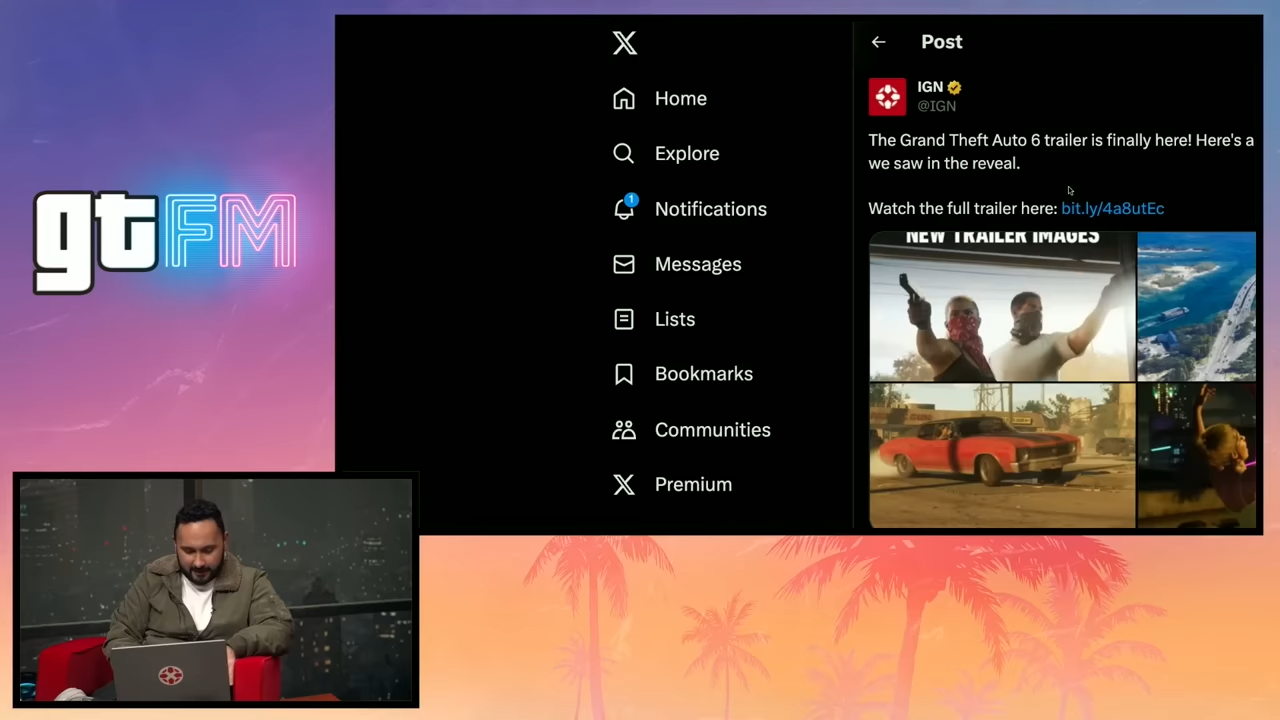 gtFM
Home
Explore
1
Notifications
Messages
Lists
Bookmarks
Communities
Premium
Post
IGN
@IGN
The Grand Theft Auto 6 trailer is finally here! Here's a
we saw in the reveal.
Watch the full trailer here: bit.ly/4a8utEc
NEW TRAILER IMAGES